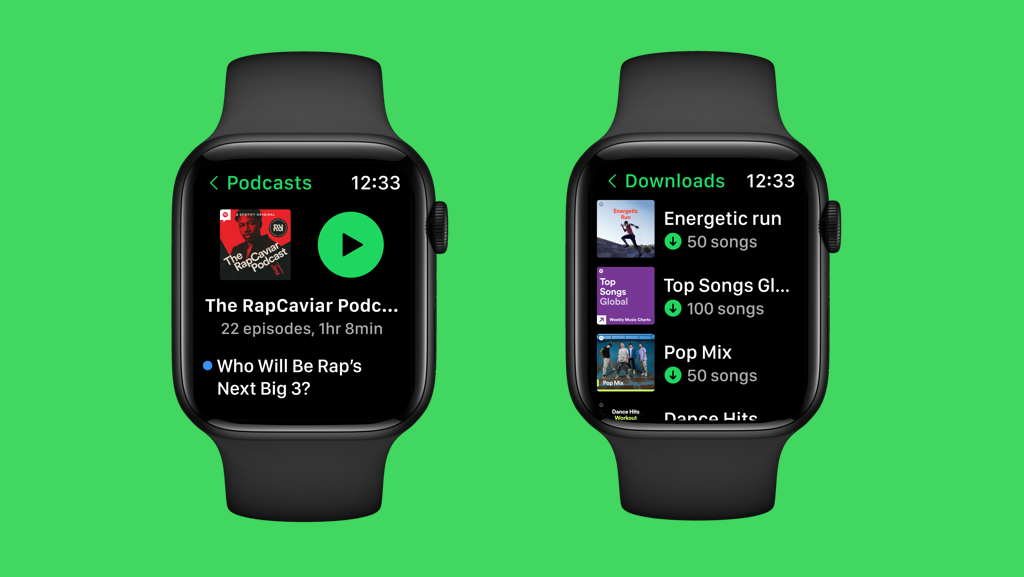 Podcasts 12:33
A SPOTIFY ORIGINAL
The
RapCaviar
Podcast
The RapCaviar Podc...
22 episodes, 1hr 8min
Who Will Be Rap's
Next Big 3?
Downloads 12:33
Energetic
Run
Energetic run
50 songs
Top
Songs
Global
Weekly Music Charts
Top Songs Gl...
100 songs
Pop Mix
Pop Mix
50 songs
Dance Hits
Workout
Dance Hits